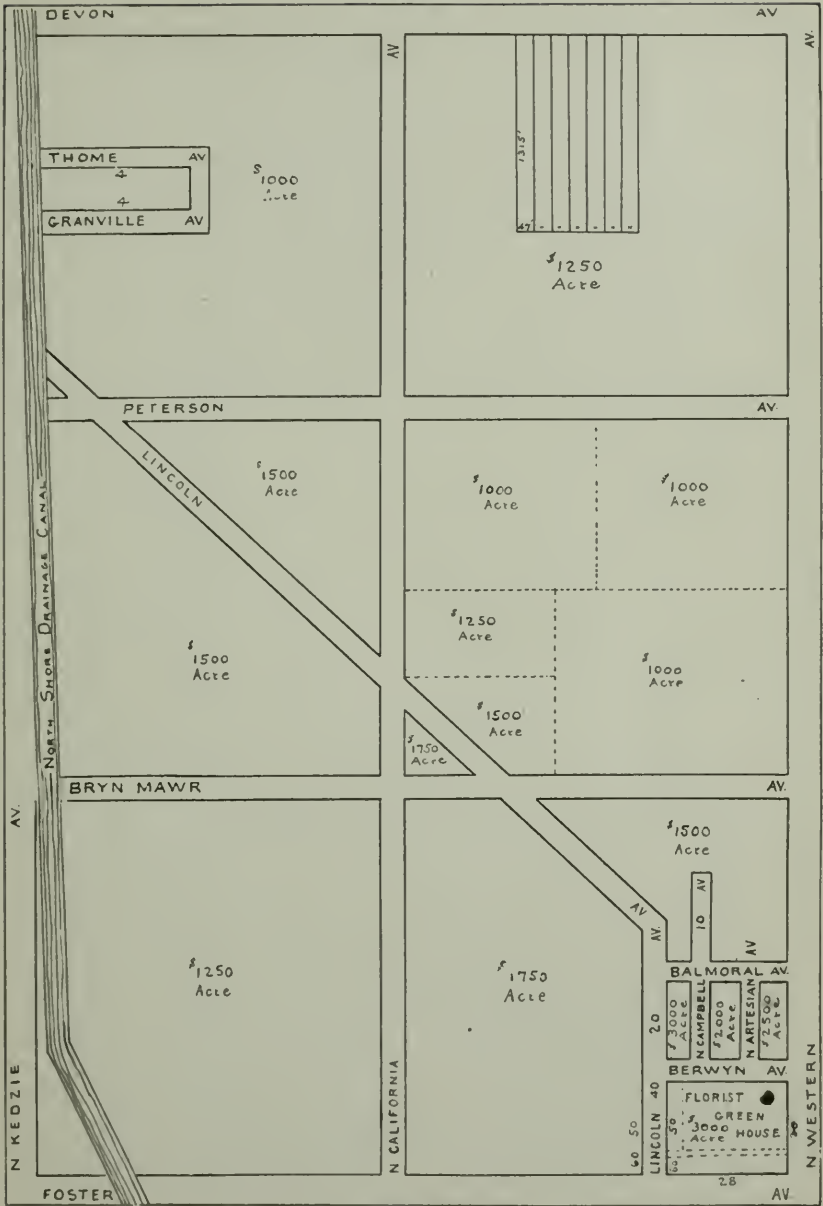 DEVON AV
AV.
AV
THOME AV
4
4
GRANVILLE AV
$1000
Acre
1315'
47'
$1250
Acre
PETERSON AV.
LINCOLN
$1500
Acre
$1000
Acre
$1000
Acre
NORTH SHORE DRAINAGE CANAL
$1500
Acre
$1250
Acre
$1000
Acre
$1500
Acre
$1750
Acre
BRYN MAWR AV.
AV.
$1500
Acre
AV
AV.
10 AV
AV
BALMORAL AV.
$1250
Acre
$1750
Acre
20
$3000
Acre
N CAMPBELL
$2000
Acre
N ARTESIAN
$2500
Acre
BERWYN AV.
N KEDZIE
N CALIFORNIA
60 50
LINCOLN 40
50
60
FLORIST
GREEN
HOUSE
$3000
Acre
28
N WESTERN
FOSTER AV